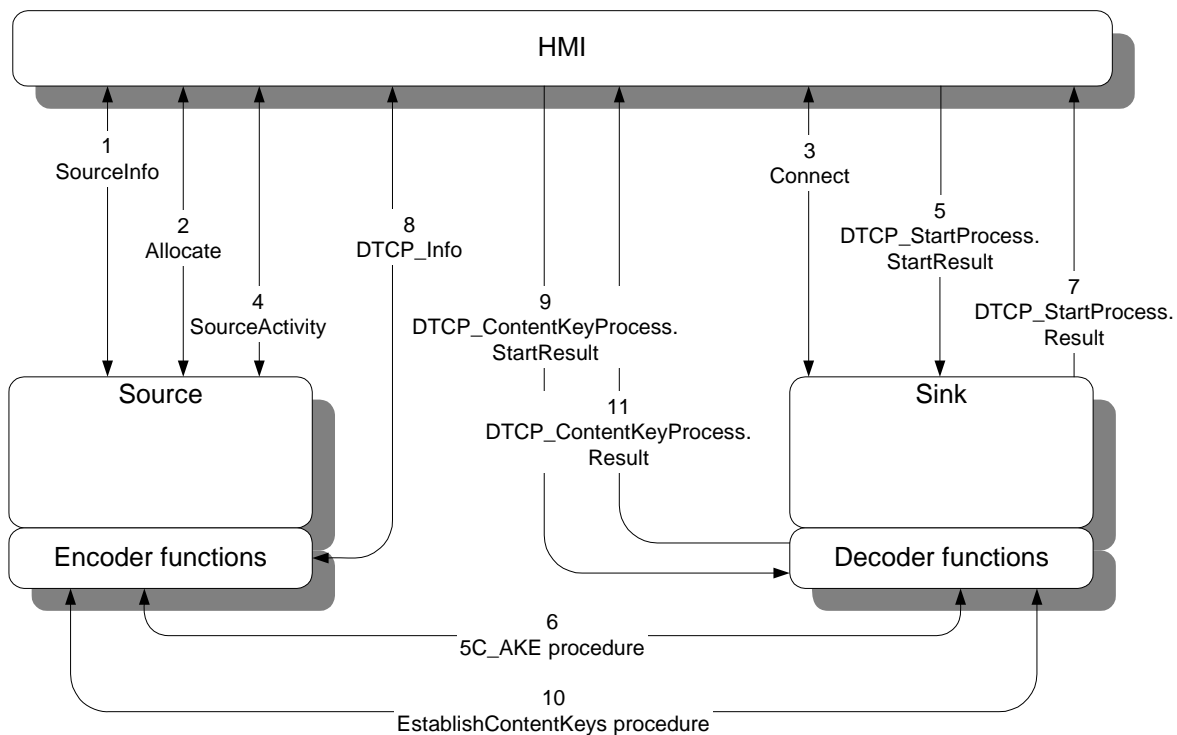 HMI
1
SourceInfo
2
Allocate
4
SourceActivity
8
DTCP_Info
9
DTCP_ContentKeyProcess.
StartResult
11
DTCP_ContentKeyProcess.
Result
3
Connect
5
DTCP_StartProcess.
StartResult
7
DTCP_StartProcess.
Result
Source
Encoder functions
Sink
Decoder functions
6
5C_AKE procedure
10
EstablishContentKeys procedure